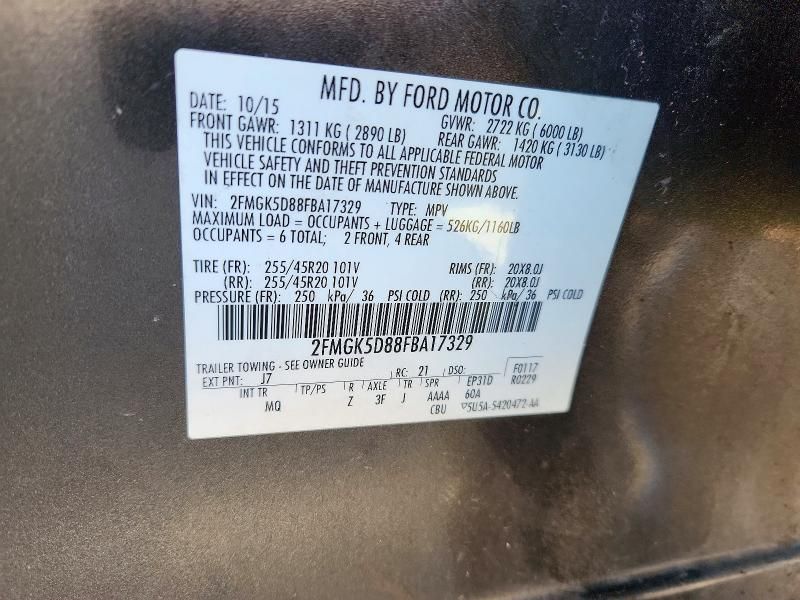 MFD. BY FORD MOTOR CO.
DATE: 10/15 GVWR: 2722 KG ( 6000 LB)
FRONT GAWR: 1311 KG ( 2890 LB) REAR GAWR: 1420 KG ( 3130 LB)
THIS VEHICLE CONFORMS TO ALL APPLICABLE FEDERAL MOTOR
VEHICLE SAFETY AND THEFT PREVENTION STANDARDS
IN EFFECT ON THE DATE OF MANUFACTURE SHOWN ABOVE.
VIN: 2FMGK5D88FBA17329 TYPE: MPV
MAXIMUM LOAD = OCCUPANTS + LUGGAGE = 526KG/1160LB
OCCUPANTS = 6 TOTAL; 2 FRONT, 4 REAR
TIRE (FR): 255/45R20 101V RIMS (FR): 20X8.0J
(RR): 255/45R20 101V (RR): 20X8.0J
PRESSURE (FR): 250 kPa/ 36 PSI COLD (RR): 250 kPa/ 36 PSI COLD
2FMGK5D88FBA17329
TRAILER TOWING - SEE OWNER GUIDE
EXT PNT: J7 RC: 21 DSO: F0117
INT TR TP/PS R AXLE TR SPR EP31D R0229
MQ Z 3F J AAAA 60A
CBU ▽5U5A-5420472-AA